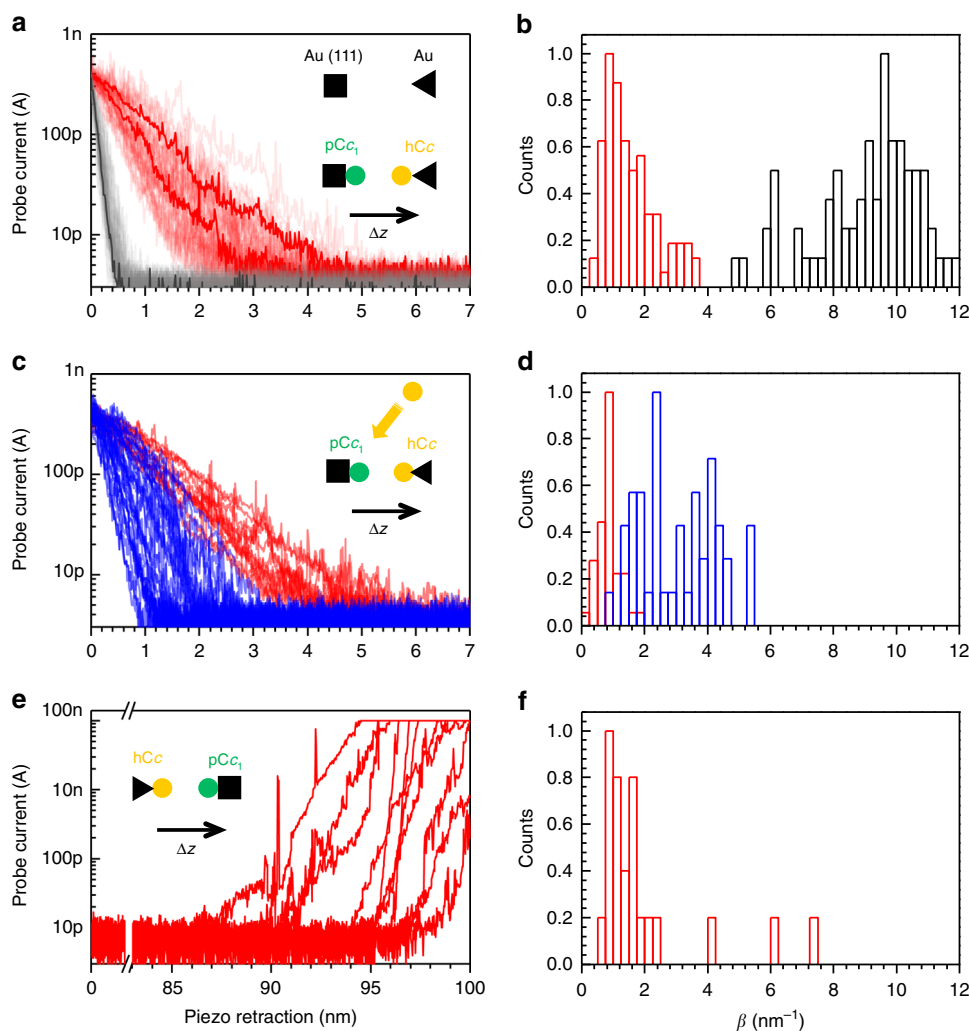 a
1n
100p
10p
Probe current (A)
Au (111)
Au
pCc₁
hCc
Δz
0 1 2 3 4 5 6 7
b
1.0
0.8
0.6
0.4
0.2
0.0
Counts
0 2 4 6 8 10 12
c
1n
100p
10p
Probe current (A)
pCc₁
hCc
Δz
0 1 2 3 4 5 6 7
d
1.0
0.8
0.6
0.4
0.2
0.0
Counts
0 2 4 6 8 10 12
e
100n
10n
100p
10p
Probe current (A)
hCc
pCc₁
Δz
0 85 90 95 100
Piezo retraction (nm)
f
1.0
0.8
0.6
0.4
0.2
0.0
Counts
0 2 4 6 8 10 12
β (nm⁻¹)